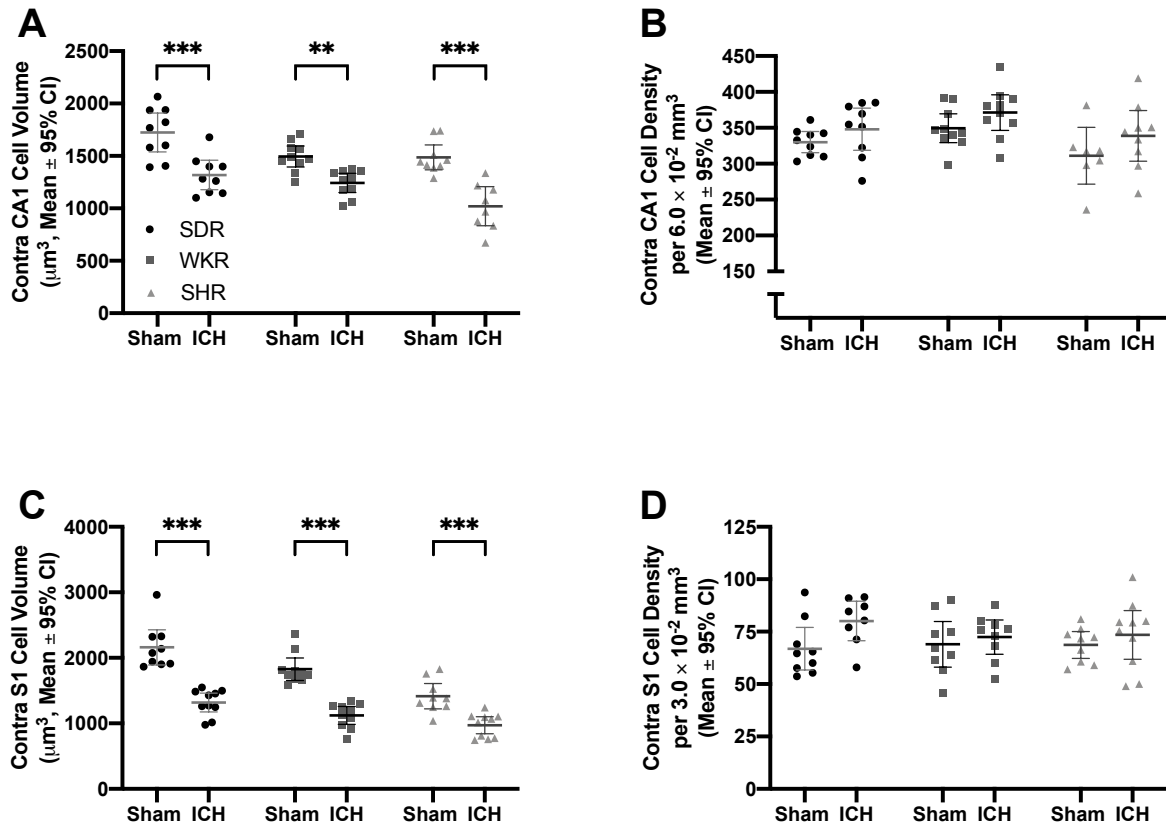 A
Contra CA1 Cell Volume
(μm³, Mean ± 95% CI)
2500
2000
1500
1000
500
0
***
**
***
SDR
WKR
SHR
Sham ICH
Sham ICH
Sham ICH
B
Contra CA1 Cell Density
per 6.0 × 10⁻² mm³
(Mean ± 95% CI)
450
400
350
300
250
200
150
Sham ICH
Sham ICH
Sham ICH
C
Contra S1 Cell Volume
(μm³, Mean ± 95% CI)
4000
3000
2000
1000
0
***
***
***
Sham ICH
Sham ICH
Sham ICH
D
Contra S1 Cell Density
per 3.0 × 10⁻² mm³
(Mean ± 95% CI)
125
100
75
50
25
0
Sham ICH
Sham ICH
Sham ICH